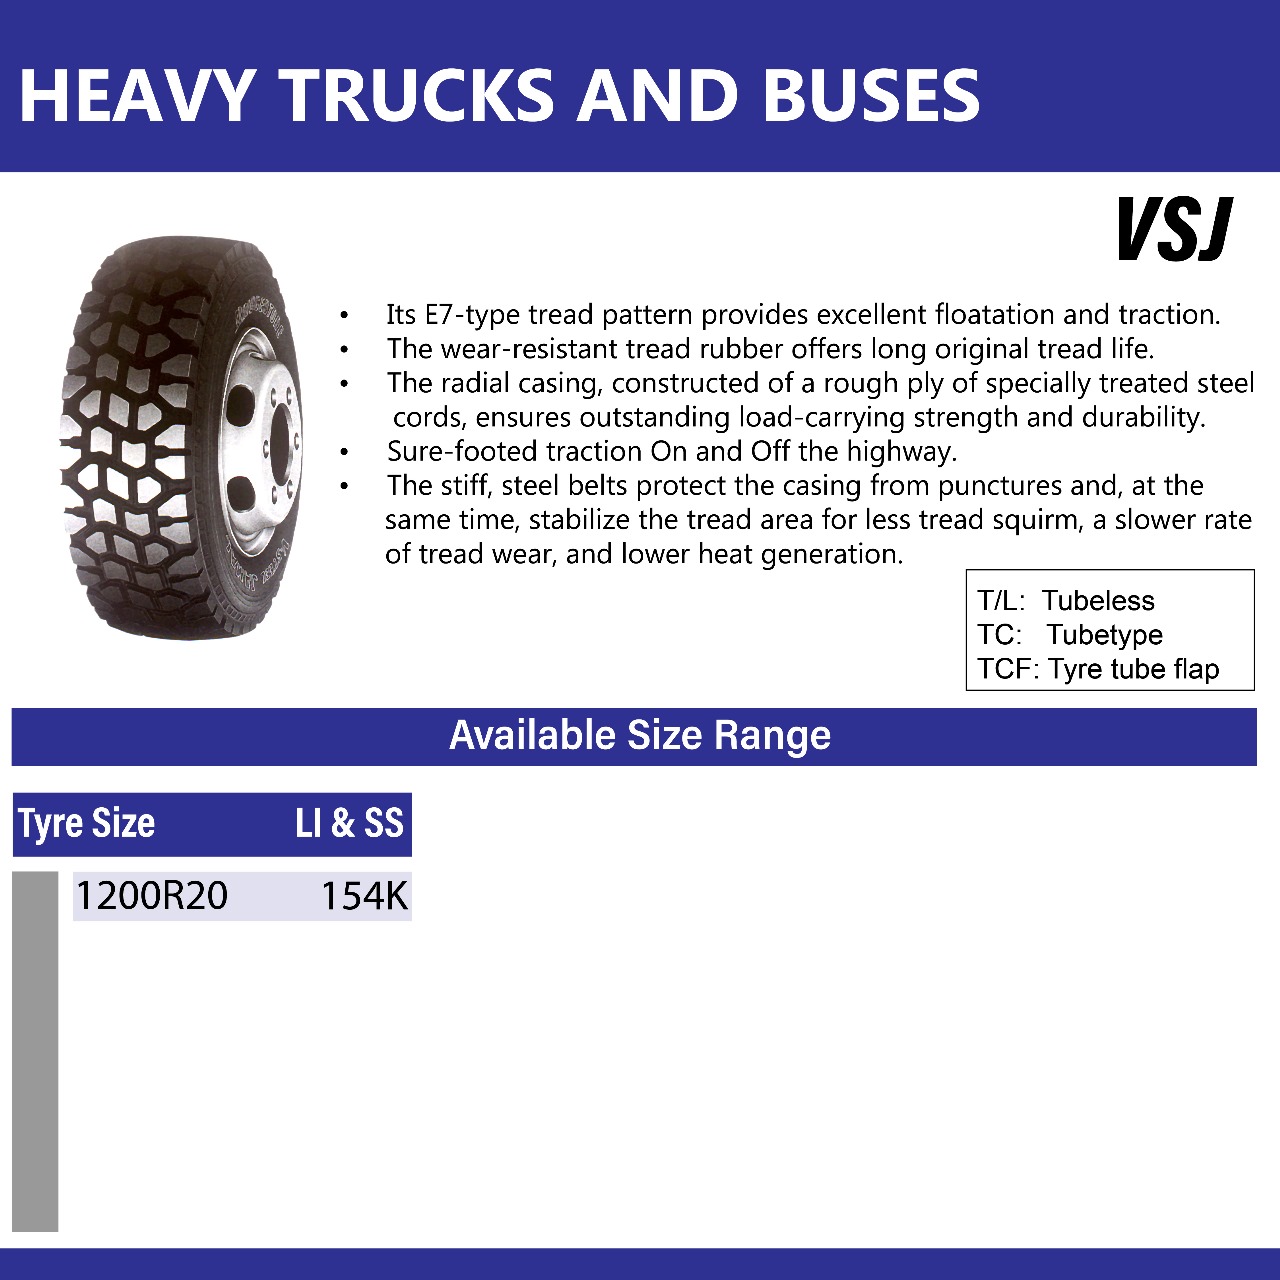 HEAVY TRUCKS AND BUSES
VSJ
• Its E7-type tread pattern provides excellent floatation and traction.
• The wear-resistant tread rubber offers long original tread life.
• The radial casing, constructed of a rough ply of specially treated steel
cords, ensures outstanding load-carrying strength and durability.
• Sure-footed traction On and Off the highway.
• The stiff, steel belts protect the casing from punctures and, at the
same time, stabilize the tread area for less tread squirm, a slower rate
of tread wear, and lower heat generation.
T/L: Tubeless
TC: Tubetype
TCF: Tyre tube flap
Available Size Range
Tyre Size LI & SS
1200R20 154K